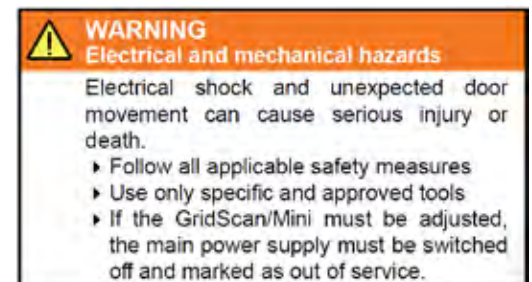 WARNING
Electrical and mechanical hazards
Electrical shock and unexpected door
movement can cause serious injury or
death.
‣ Follow all applicable safety measures
‣ Use only specific and approved tools
‣ If the GridScan/Mini must be adjusted,
the main power supply must be switched
off and marked as out of service.